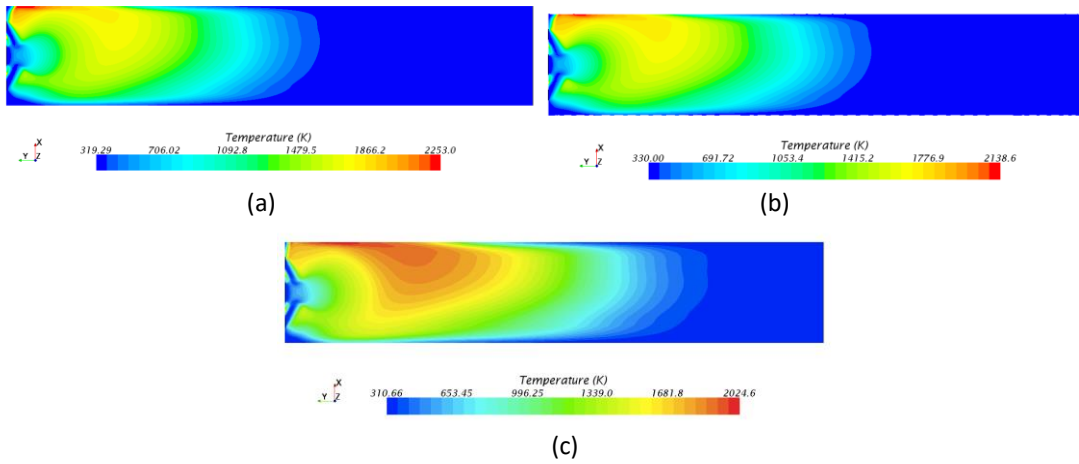 Temperature (K)
319.29 706.02 1092.8 1479.5 1866.2 2253.0
X
Y Z
(a)
Temperature (K)
330.00 691.72 1053.4 1415.2 1776.9 2138.6
X
Y Z
(b)
Temperature (K)
310.66 653.45 996.25 1339.0 1681.8 2024.6
X
Y Z
(c)